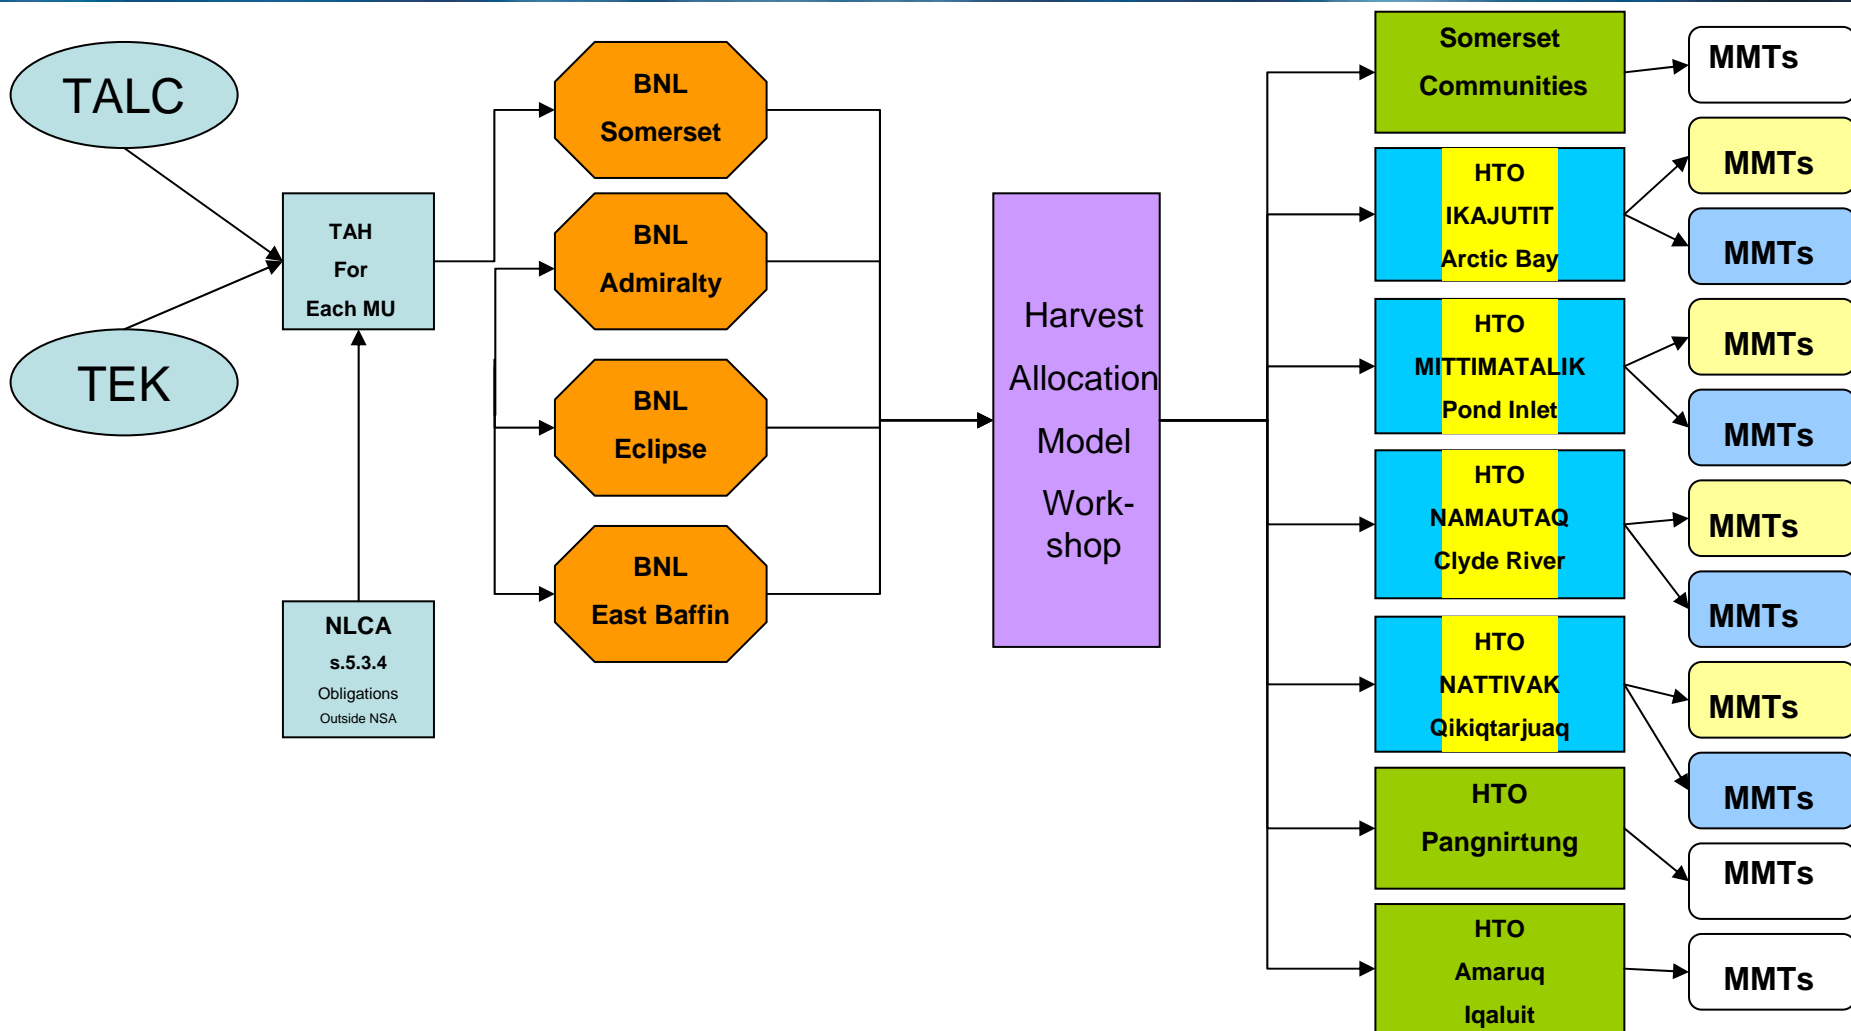 TALC
TEK
TAH
For
Each MU
NLCA
s.5.3.4
Obligations
Outside NSA
BNL
Somerset
BNL
Admiralty
BNL
Eclipse
BNL
East Baffin
Harvest
Allocation
Model
Work-
shop
Somerset
Communities
HTO
IKAJUTIT
Arctic Bay
HTO
MITTIMATALIK
Pond Inlet
HTO
NAMAUTAQ
Clyde River
HTO
NATTIVAK
Qikiqtarjuaq
HTO
Pangnirtung
HTO
Amaruq
Iqaluit
MMTs
MMTs
MMTs
MMTs
MMTs
MMTs
MMTs
MMTs
MMTs
MMTs
MMTs